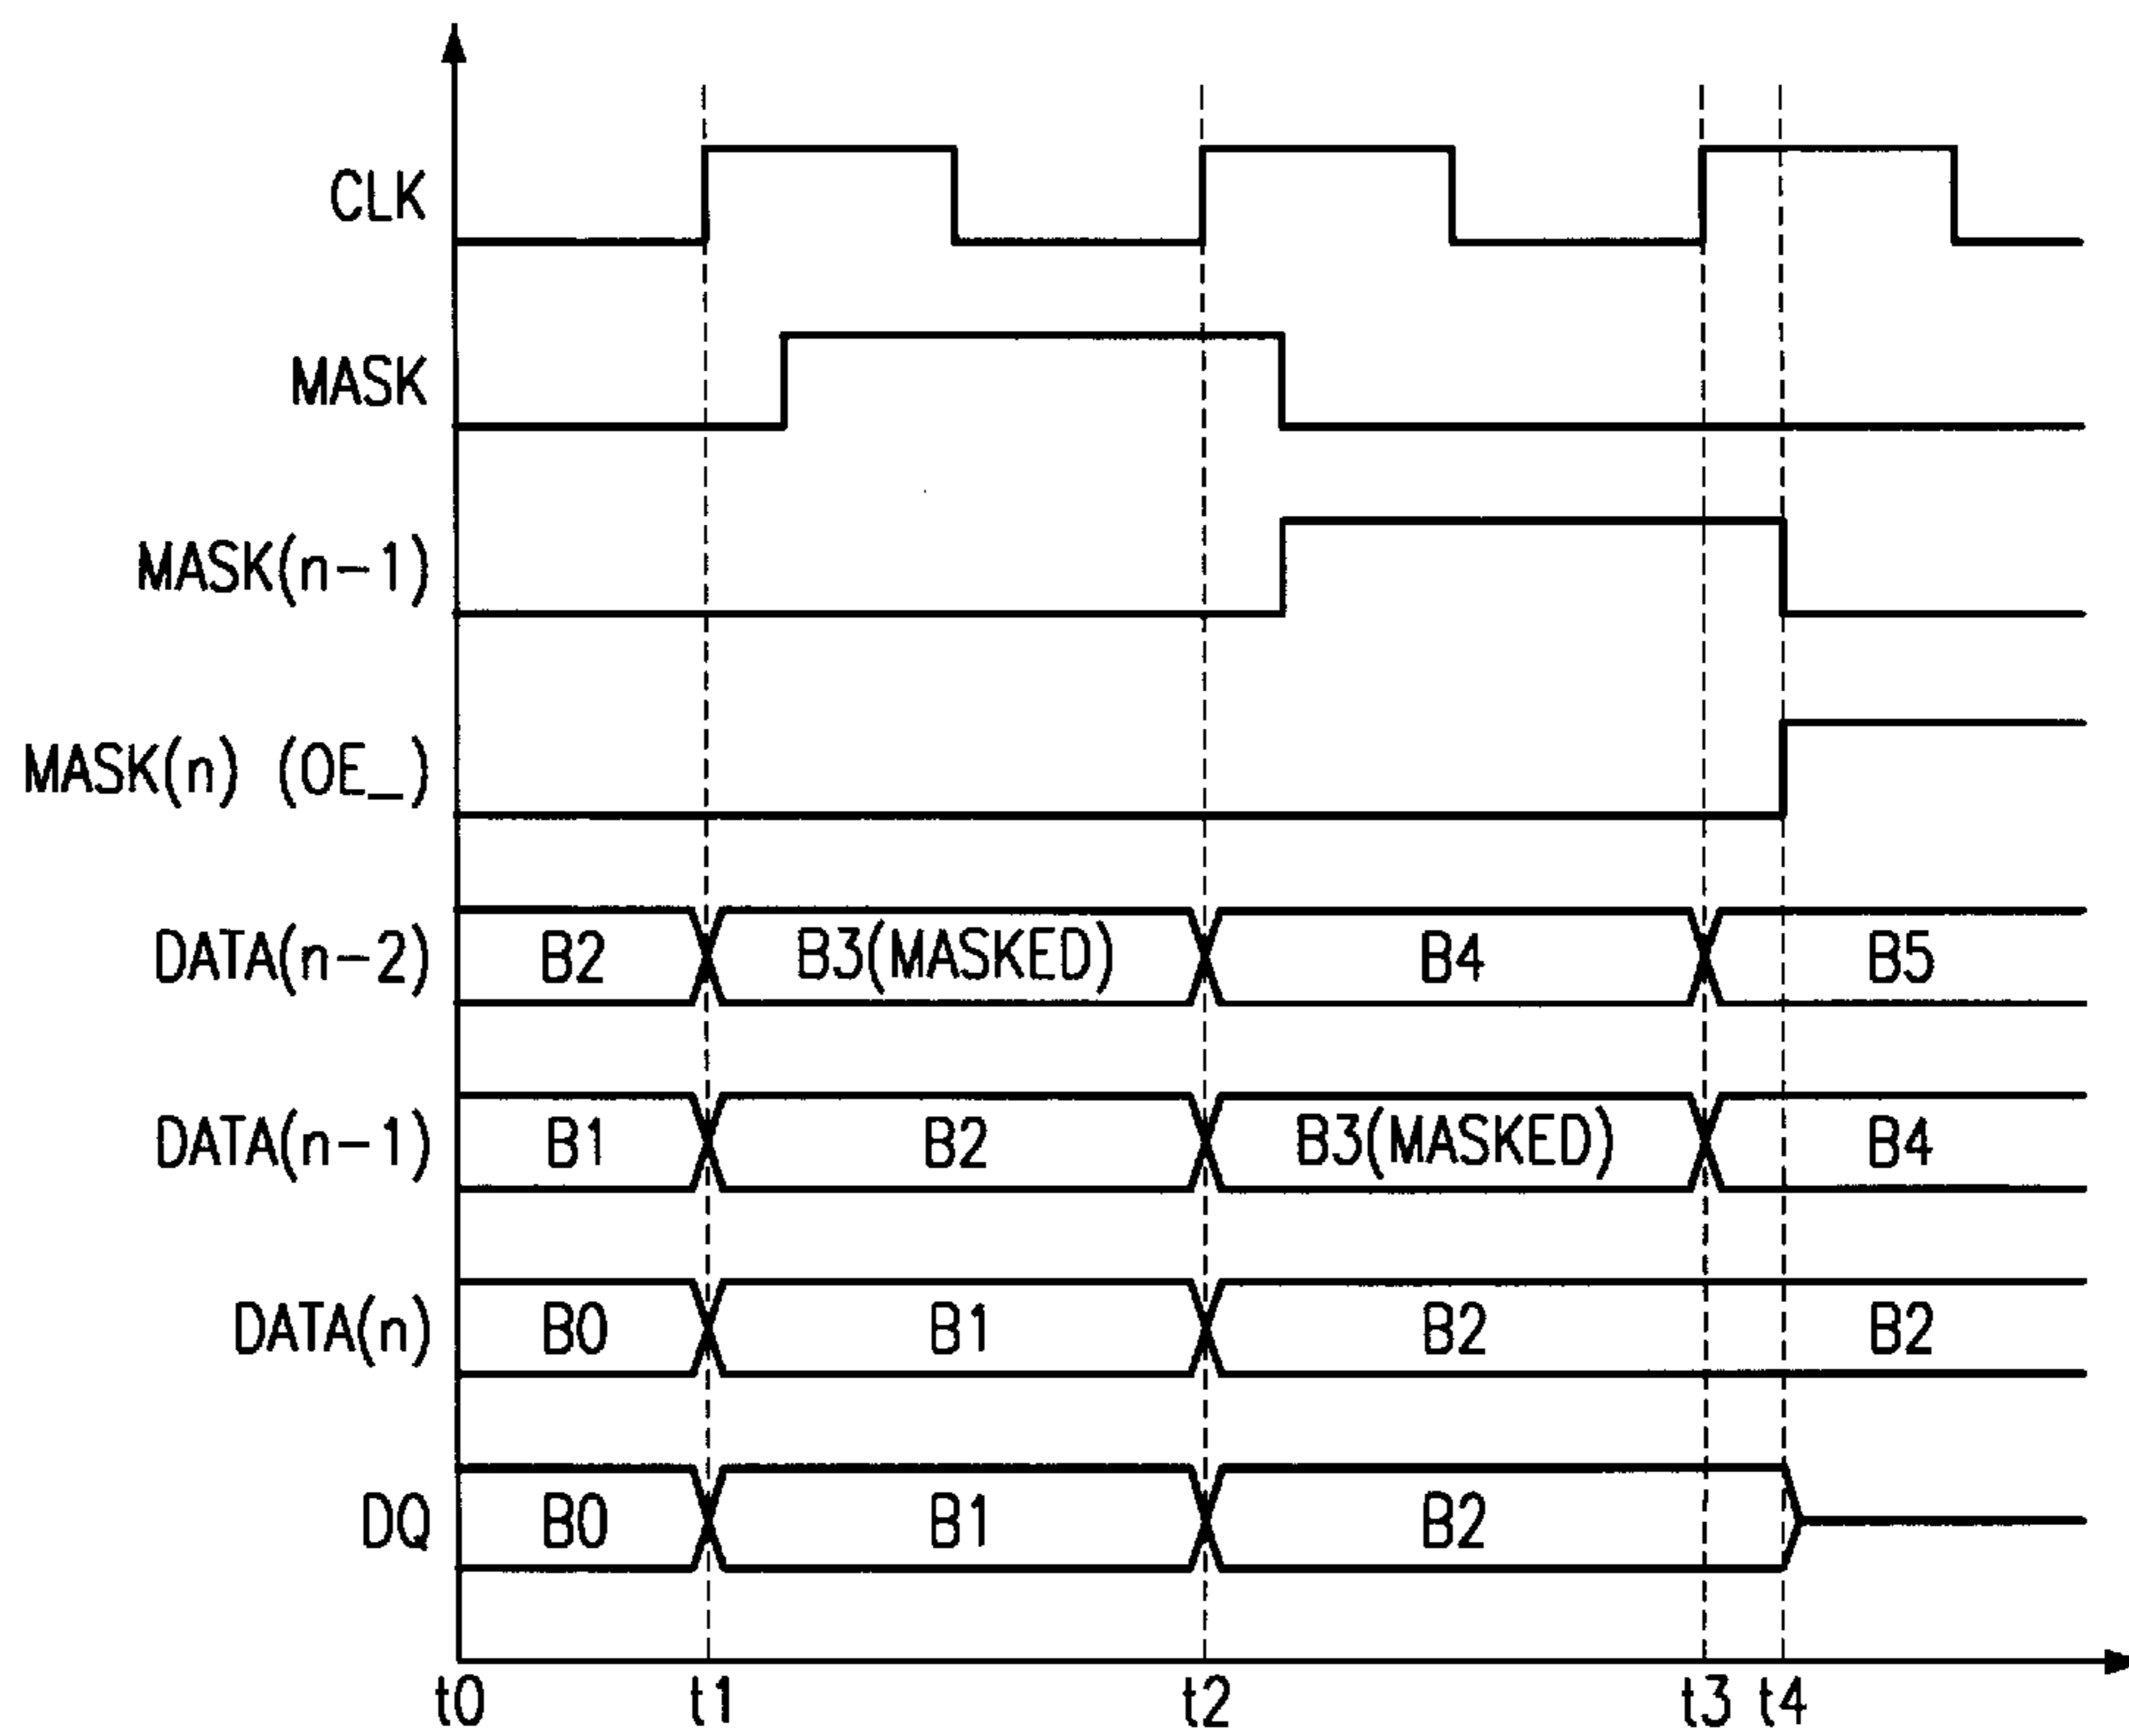 CLK
MASK
MASK(n-1)
MASK(n) (OE_)
DATA(n-2) B2 B3(MASKED) B4 B5
DATA(n-1) B1 B2 B3(MASKED) B4
DATA(n) B0 B1 B2 B2
DQ B0 B1 B2
t0 t1 t2 t3 t4